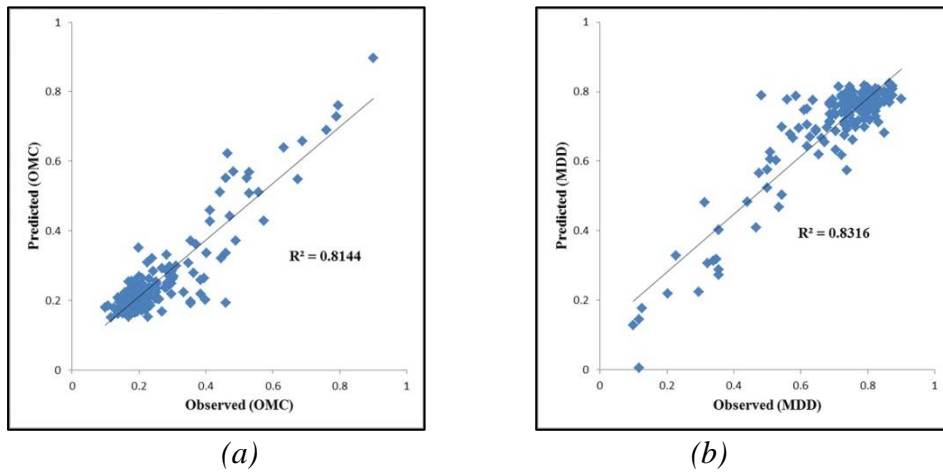 1
0.8
0.6
0.4
0.2
0
Predicted (OMC)
R² = 0.8144
0 0.2 0.4 0.6 0.8 1
Observed (OMC)
(a)
1
0.8
0.6
0.4
0.2
0
Predicted (MDD)
R² = 0.8316
0 0.2 0.4 0.6 0.8 1
Observed (MDD)
(b)